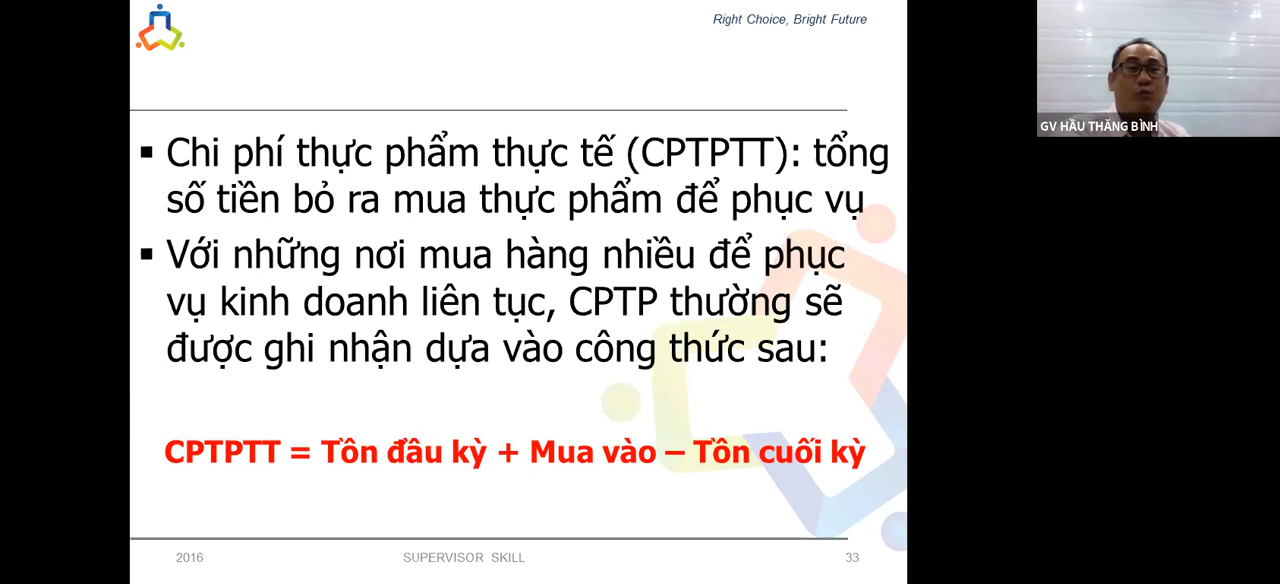 Right Choice, Bright Future
GV HẦU THĂNG BÌNH
▪ Chi phí thực phẩm thực tế (CPTPTT): tổng
số tiền bỏ ra mua thực phẩm để phục vụ
▪ Với những nơi mua hàng nhiều để phục
vụ kinh doanh liên tục, CPTP thường sẽ
được ghi nhận dựa vào công thức sau:
CPTPTT = Tồn đầu kỳ + Mua vào – Tồn cuối kỳ
2016 SUPERVISOR SKILL 33